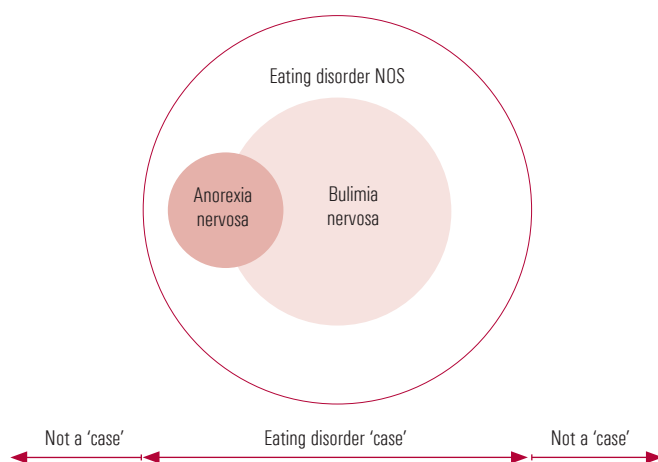 Eating disorder NOS
Anorexia
nervosa
Bulimia
nervosa
Not a ‘case’
Eating disorder ‘case’
Not a ‘case’